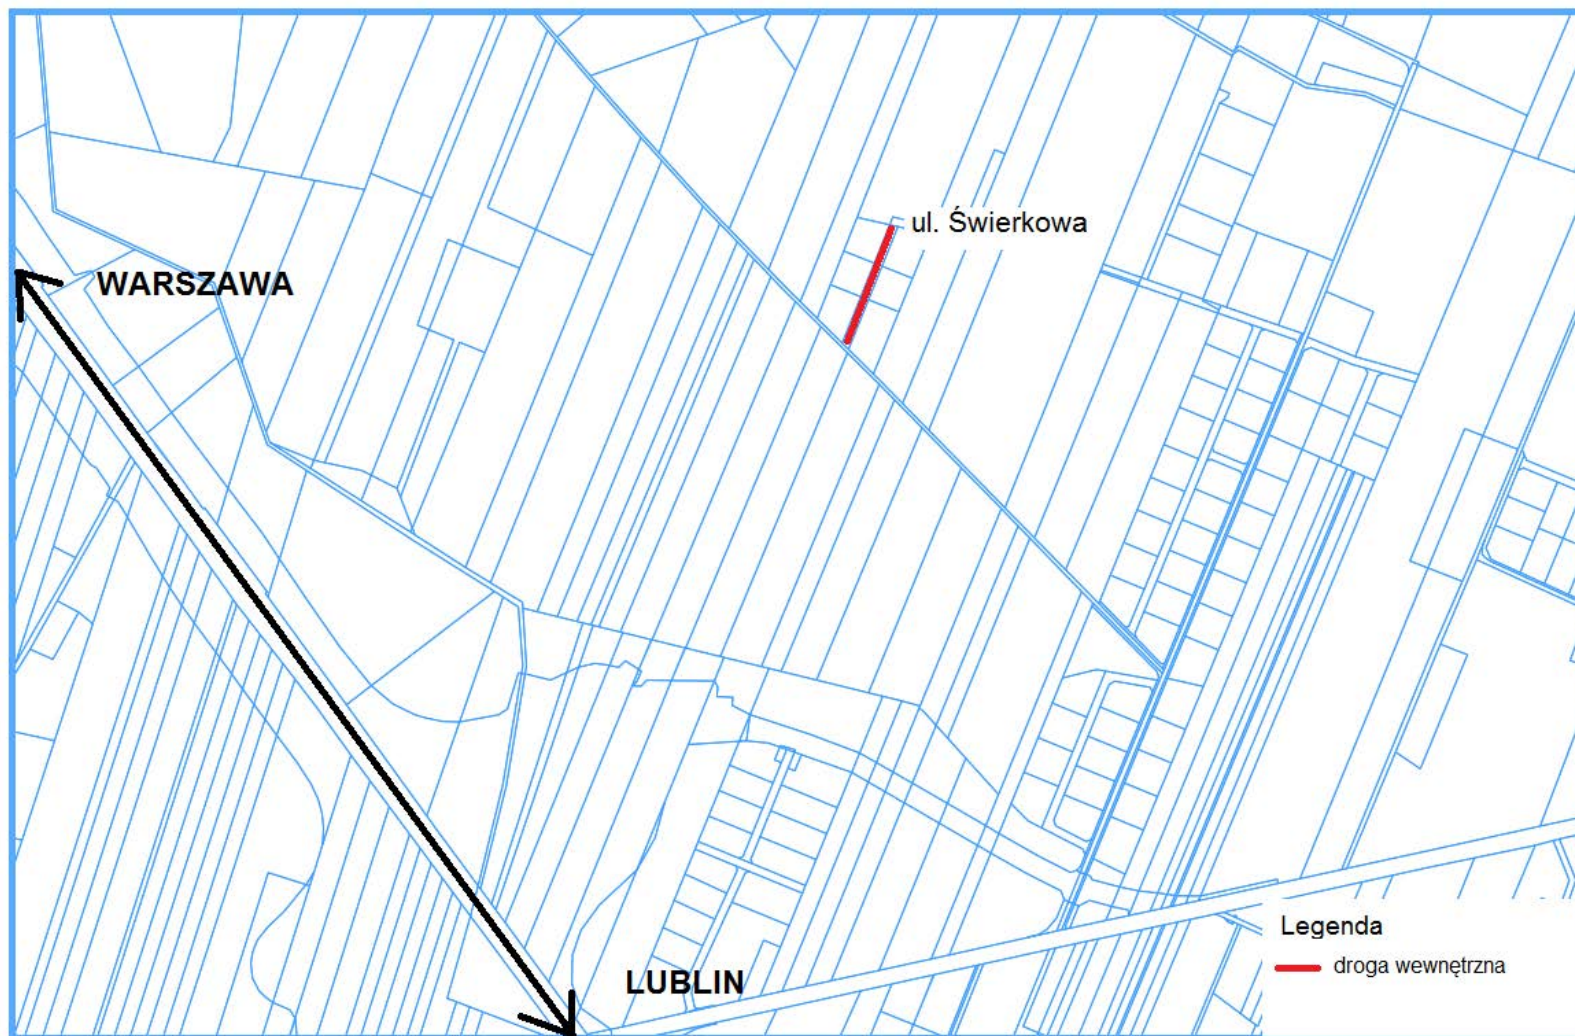 ul. Świerkowa
WARSZAWA
LUBLIN
Legenda
droga wewnętrzna